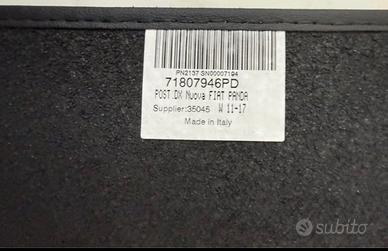 PN2137 SN00007194
71807946PD
POST.DX Nuova FIAT PANDA
Supplier:35045 W 11-17
Made in Italy
subito